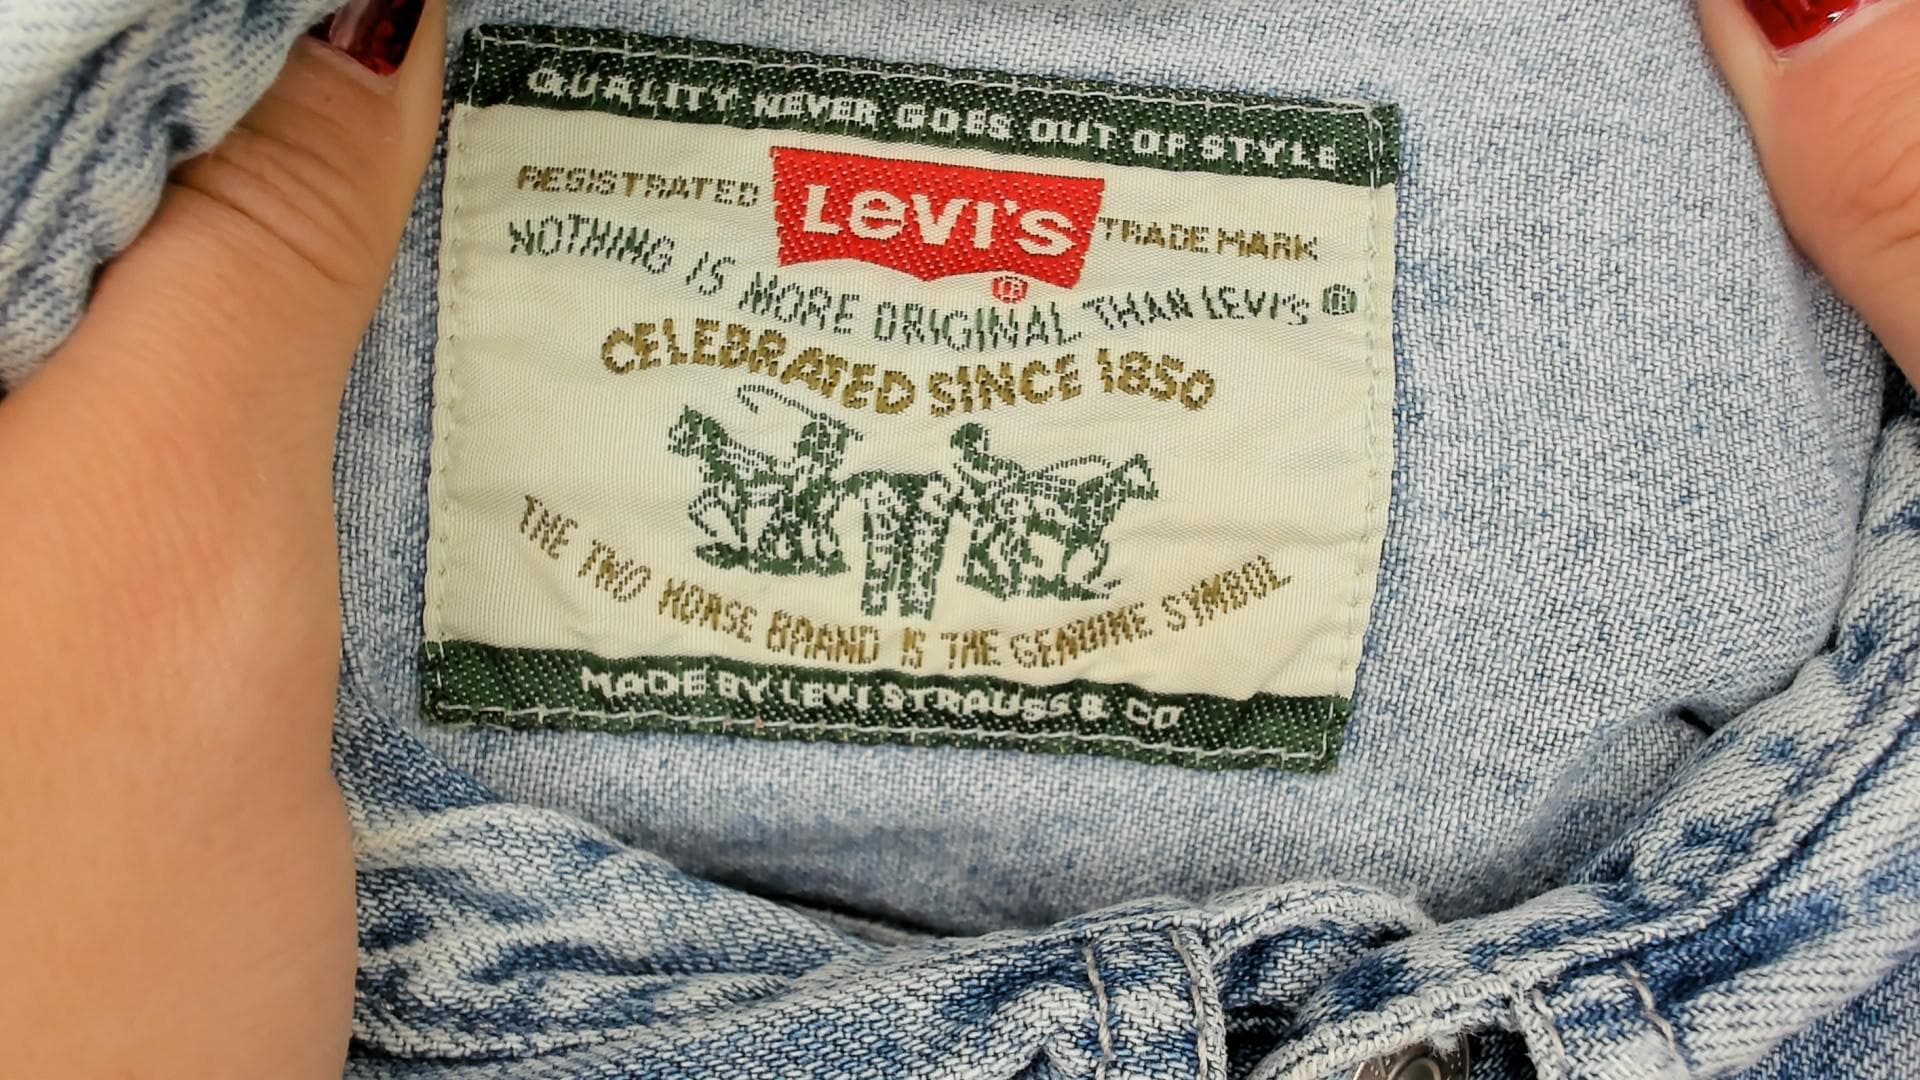 QUALITY NEVER GOES OUT OF STYLE
REGISTRATED LEVI'S TRADE MARK
®
NOTHING IS MORE ORIGINAL THAN LEVI'S ®
CELEBRATED SINCE 1850
THE TWO HORSE BRAND IS THE GENUINE SYMBOL
MADE BY LEVI STRAUSS & CO